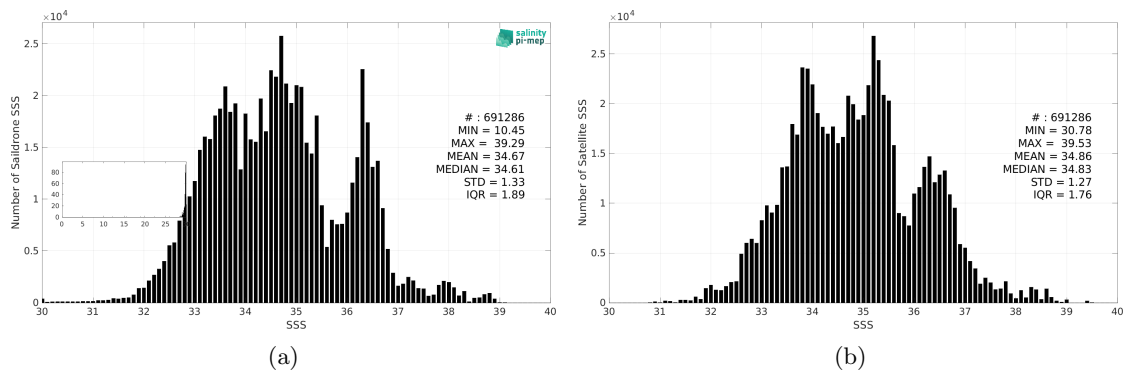 ×10⁴
2.5
2
1.5
1
0.5
0
Number of Saildrone SSS
salinity
pi-mep
# : 691286
MIN = 10.45
MAX = 39.29
MEAN = 34.67
MEDIAN = 34.61
STD = 1.33
IQR = 1.89
80
60
40
20
0
0 5 10 15 20 25
30 31 32 33 34 35 36 37 38 39 40
SSS
(a)
×10⁴
2.5
2
1.5
1
0.5
0
Number of Satellite SSS
# : 691286
MIN = 30.78
MAX = 39.53
MEAN = 34.86
MEDIAN = 34.83
STD = 1.27
IQR = 1.76
30 31 32 33 34 35 36 37 38 39 40
SSS
(b)